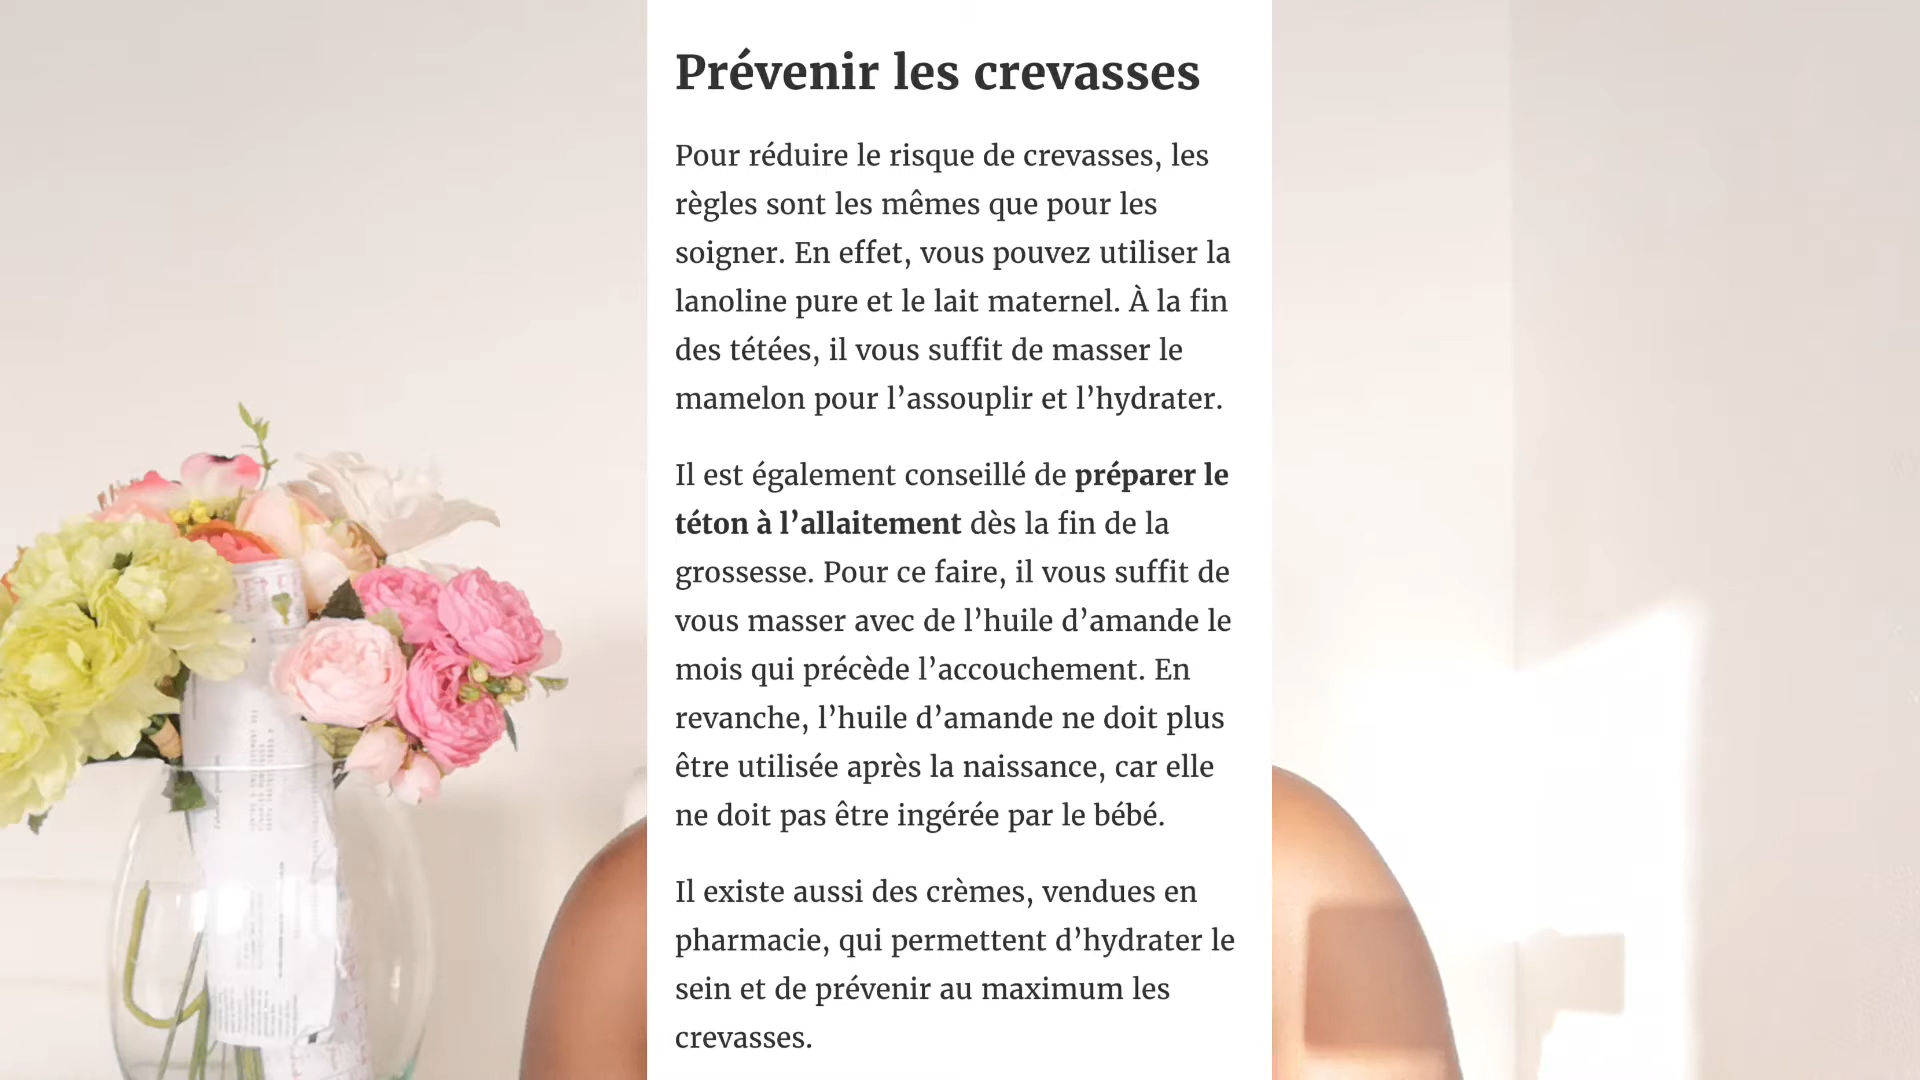 Prévenir les crevasses
Pour réduire le risque de crevasses, les
règles sont les mêmes que pour les
soigner. En effet, vous pouvez utiliser la
lanoline pure et le lait maternel. À la fin
des tétées, il vous suffit de masser le
mamelon pour l’assouplir et l’hydrater.
Il est également conseillé de préparer le
téton à l’allaitement dès la fin de la
grossesse. Pour ce faire, il vous suffit de
vous masser avec de l’huile d’amande le
mois qui précède l’accouchement. En
revanche, l’huile d’amande ne doit plus
être utilisée après la naissance, car elle
ne doit pas être ingérée par le bébé.
Il existe aussi des crèmes, vendues en
pharmacie, qui permettent d’hydrater le
sein et de prévenir au maximum les
crevasses.